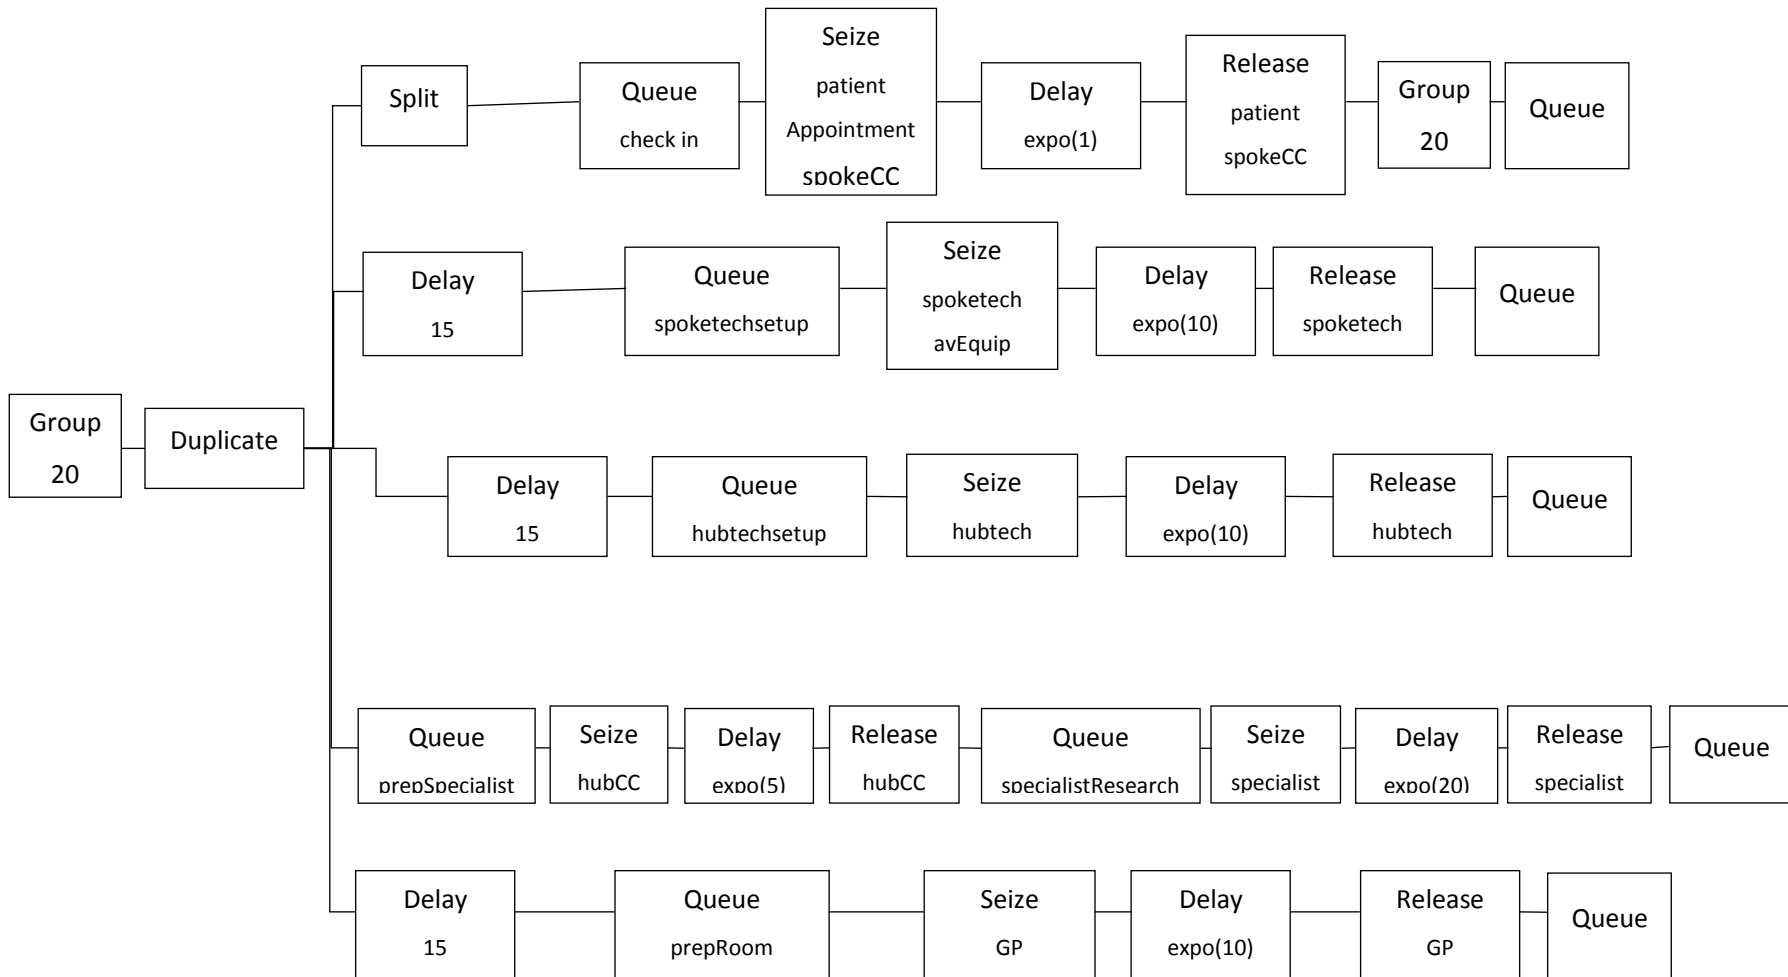 Split
Queue
check in
Seize
patient
Appointment
spokeCC
Delay
expo(1)
Release
patient
spokeCC
Group
20
Queue
Delay
15
Queue
spoketechsetup
Seize
spoketech
avEquip
Delay
expo(10)
Release
spoketech
Queue
Group
20
Duplicate
Delay
15
Queue
hubtechsetup
Seize
hubtech
Delay
expo(10)
Release
hubtech
Queue
Queue
prepSpecialist
Seize
hubCC
Delay
expo(5)
Release
hubCC
Queue
specialistResearch
Seize
specialist
Delay
expo(20)
Release
specialist
Queue
Delay
15
Queue
prepRoom
Seize
GP
Delay
expo(10)
Release
GP
Queue